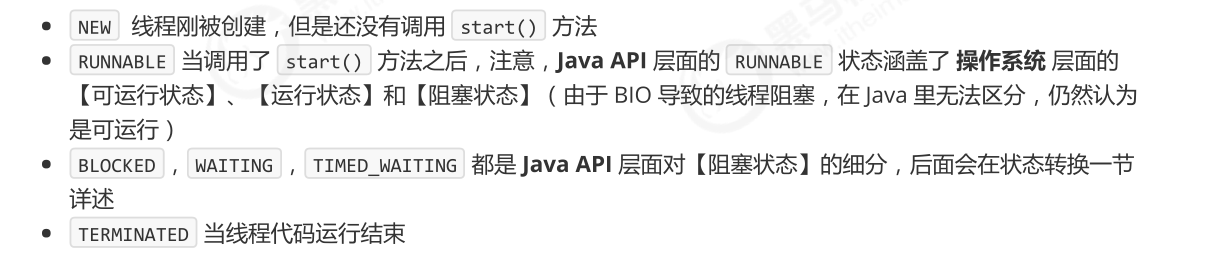 • NEW 线程刚被创建，但是还没有调用 start() 方法
• RUNNABLE 当调用了 start() 方法之后，注意，Java API 层面的 RUNNABLE 状态涵盖了 操作系统 层面的
【可运行状态】、【运行状态】和【阻塞状态】（由于 BIO 导致的线程阻塞，在 Java 里无法区分，仍然认为
是可运行）
• BLOCKED ， WAITING ， TIMED_WAITING 都是 Java API 层面对【阻塞状态】的细分，后面会在状态转换一节
详述
• TERMINATED 当线程代码运行结束